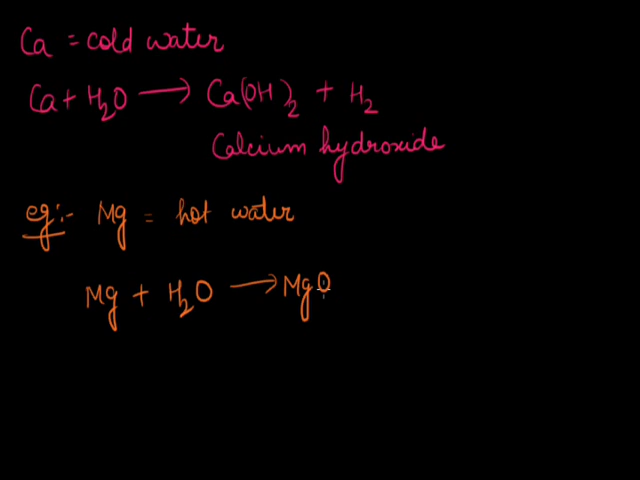 Ca = cold water
Ca + H₂O → Ca(OH)₂ + H₂
Calcium hydroxide
eg:- Mg = hot water
Mg + H₂O → MgO